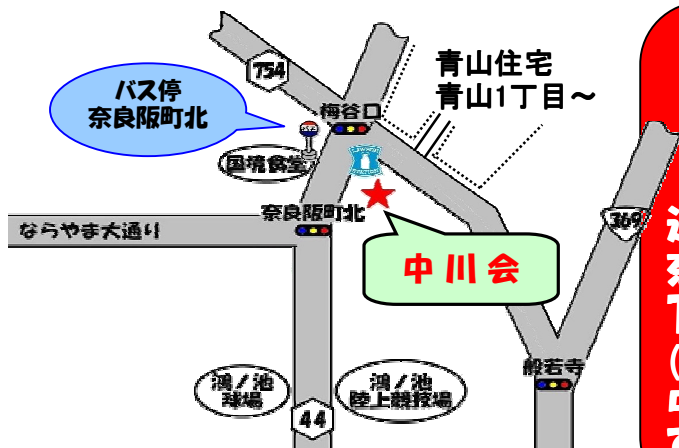 754
青山住宅
青山1丁目～
バス停
奈良阪町北
梅谷口
国境食堂
奈良阪町北
369
ならやま大通り
中川会
般若寺
鴻ノ池
球場
鴻ノ池
陸上競技場
44